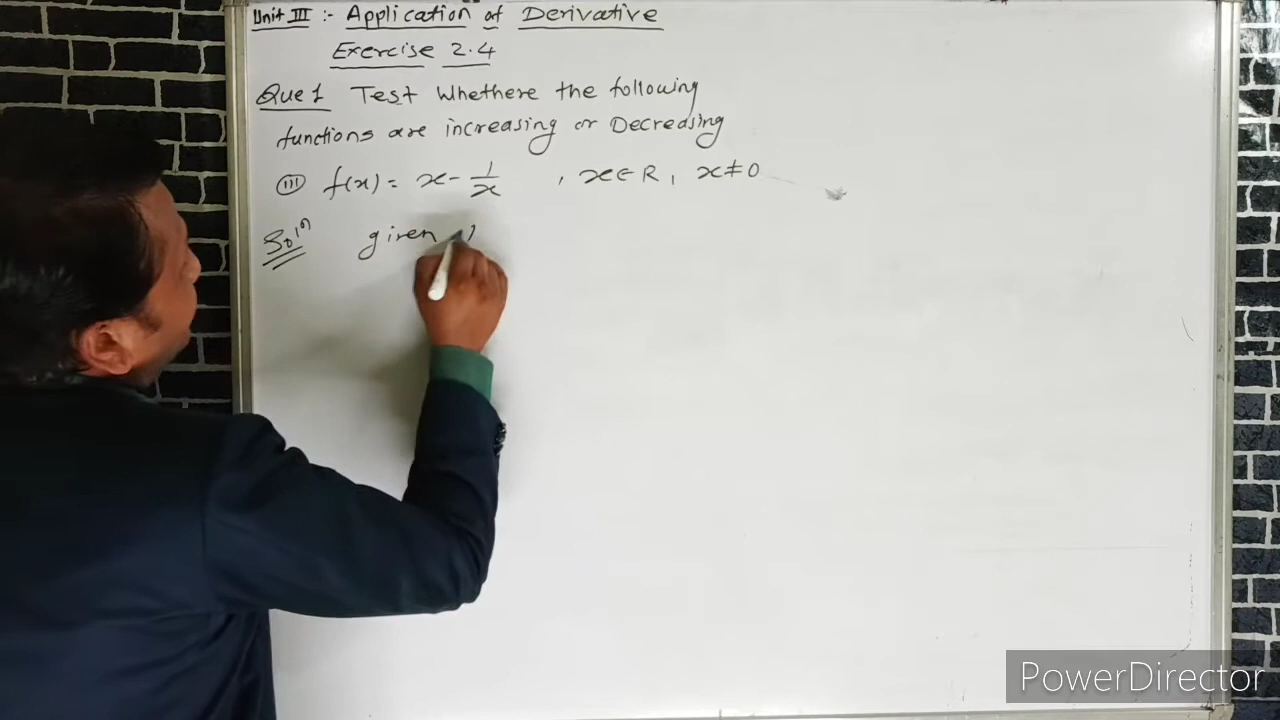 Unit III :- Application of Derivative
Exercise 2.4
Que 1 Test Whethere the following
functions are increasing or Decreasing
(III) f(x) = x - 1/x , x ∈ R, x ≠ 0
Solⁿ given ,
PowerDirector